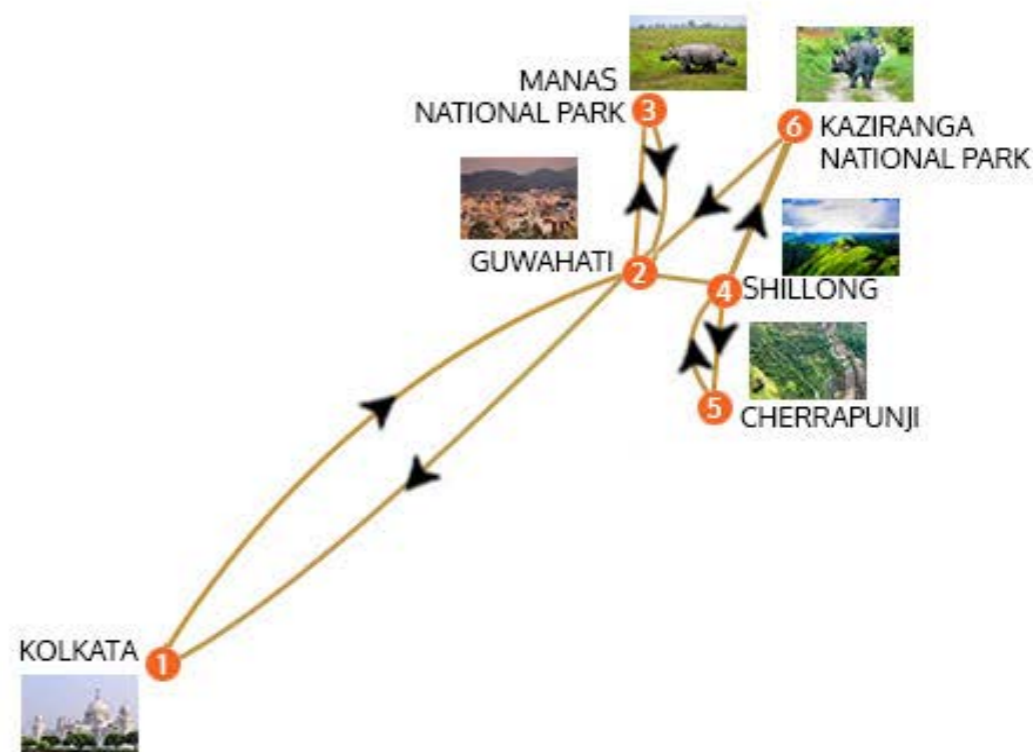 MANAS
NATIONAL PARK
3
6
KAZIRANGA
NATIONAL PARK
GUWAHATI
2
4
SHILLONG
5
CHERRAPUNJI
KOLKATA
1